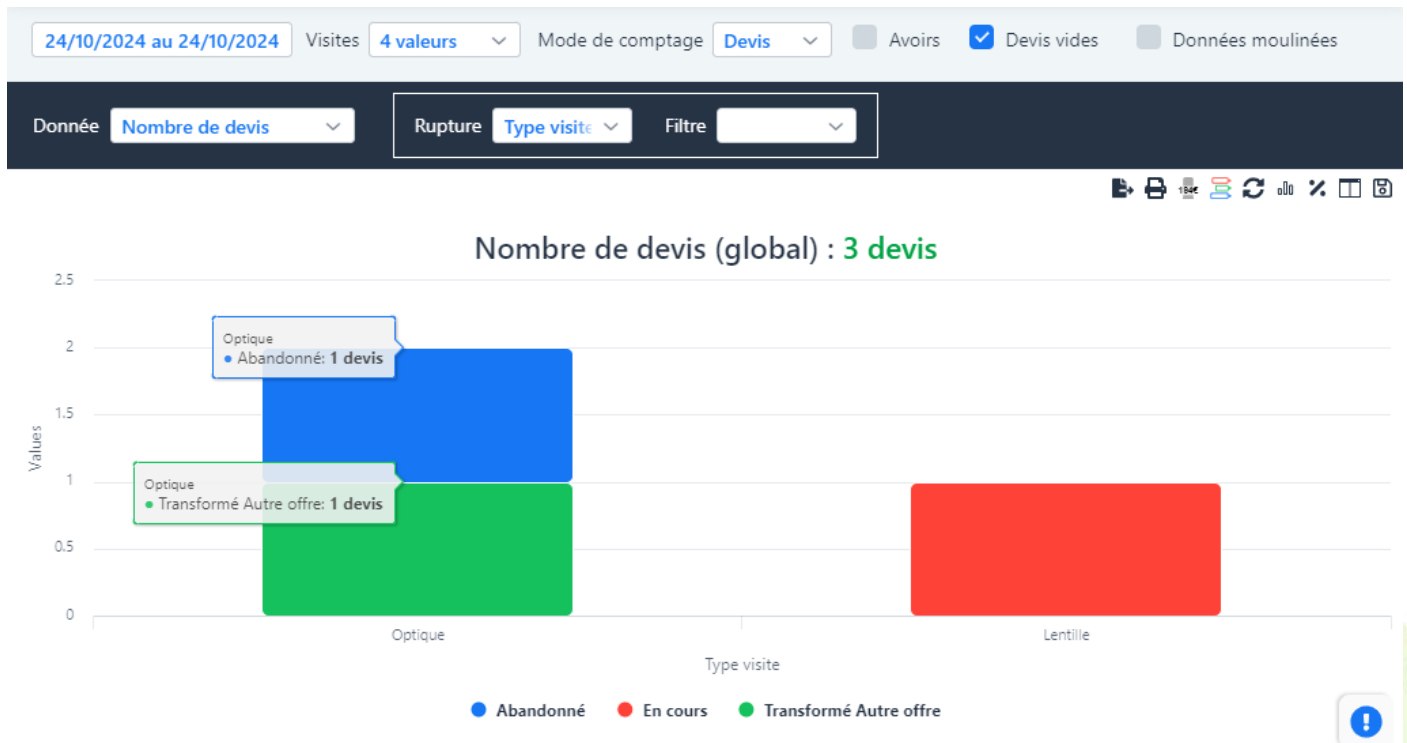 24/10/2024 au 24/10/2024 Visites 4 valeurs Mode de comptage Devis Avoirs Devis vides Données moulinées
Donnée Nombre de devis Rupture Type visite Filtre
184€
Nombre de devis (global) : 3 devis
2.5
2
1.5
1
0.5
0
Values
Optique
Abandonné: 1 devis
Optique
Transformé Autre offre: 1 devis
Optique Lentille
Type visite
Abandonné En cours Transformé Autre offre